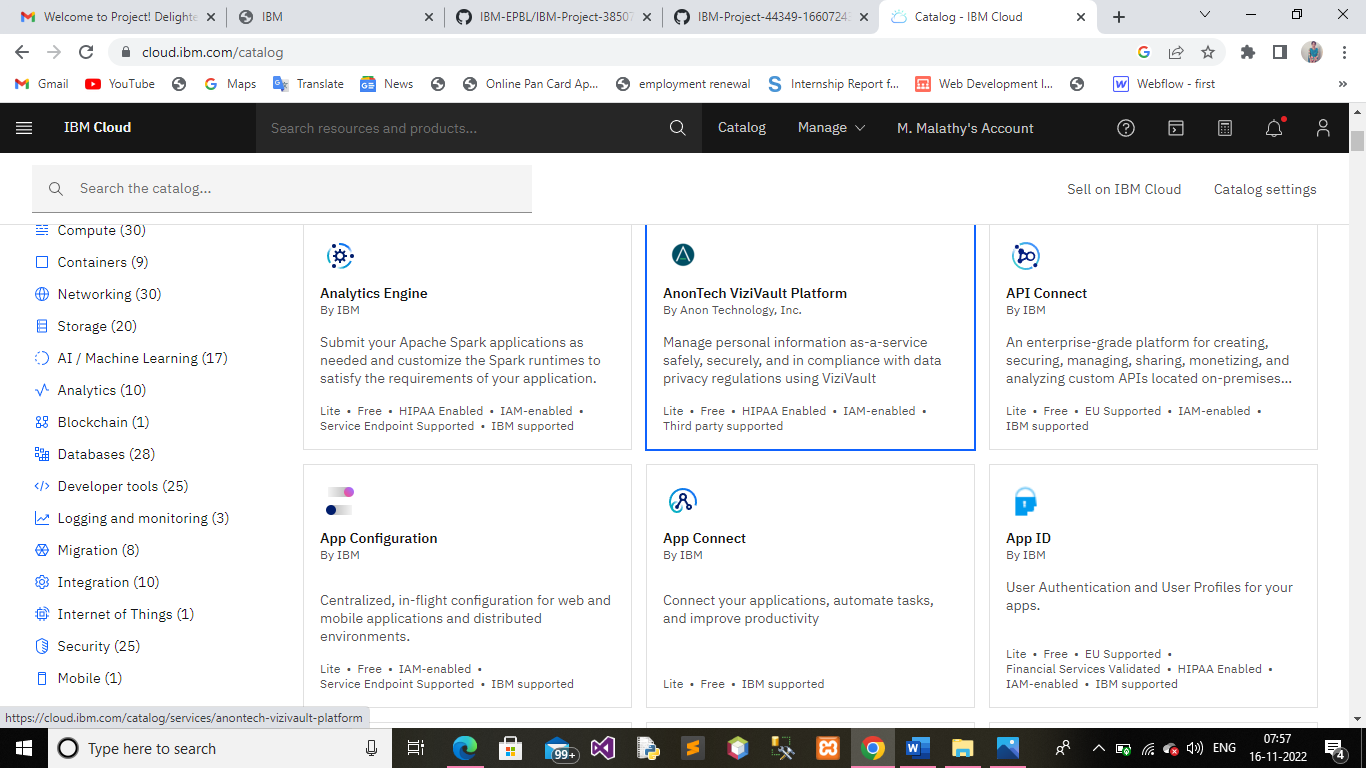 Welcome to Project! Delighte
IBM
IBM-EPBL/IBM-Project-38507
IBM-Project-44349-16607243
Catalog - IBM Cloud
cloud.ibm.com/catalog
Gmail
YouTube
Maps
Translate
News
Online Pan Card Ap...
employment renewal
Internship Report f...
Web Development I...
Webflow - first
IBM Cloud
Search resources and products...
Catalog
Manage
M. Malathy's Account
Search the catalog...
Sell on IBM Cloud
Catalog settings
Compute (30)
Containers (9)
Networking (30)
Storage (20)
AI / Machine Learning (17)
Analytics (10)
Blockchain (1)
Databases (28)
Developer tools (25)
Logging and monitoring (3)
Migration (8)
Integration (10)
Internet of Things (1)
Security (25)
Mobile (1)
Analytics Engine
By IBM
Submit your Apache Spark applications as
needed and customize the Spark runtimes to
satisfy the requirements of your application.
Lite • Free • HIPAA Enabled • IAM-enabled •
Service Endpoint Supported • IBM supported
AnonTech ViziVault Platform
By Anon Technology, Inc.
Manage personal information as-a-service
safely, securely, and in compliance with data
privacy regulations using ViziVault
Lite • Free • HIPAA Enabled • IAM-enabled •
Third party supported
API Connect
By IBM
An enterprise-grade platform for creating,
securing, managing, sharing, monetizing, and
analyzing custom APIs located on-premises...
Lite • Free • EU Supported • IAM-enabled •
IBM supported
App Configuration
By IBM
Centralized, in-flight configuration for web and
mobile applications and distributed
environments.
Lite • Free • IAM-enabled •
Service Endpoint Supported • IBM supported
App Connect
By IBM
Connect your applications, automate tasks,
and improve productivity
Lite • Free • IBM supported
App ID
By IBM
User Authentication and User Profiles for your
apps.
Lite • Free • EU Supported •
Financial Services Validated • HIPAA Enabled •
IAM-enabled • IBM supported
https://cloud.ibm.com/catalog/services/anontech-vizivault-platform
Type here to search
99+
ENG
07:57
16-11-2022
4